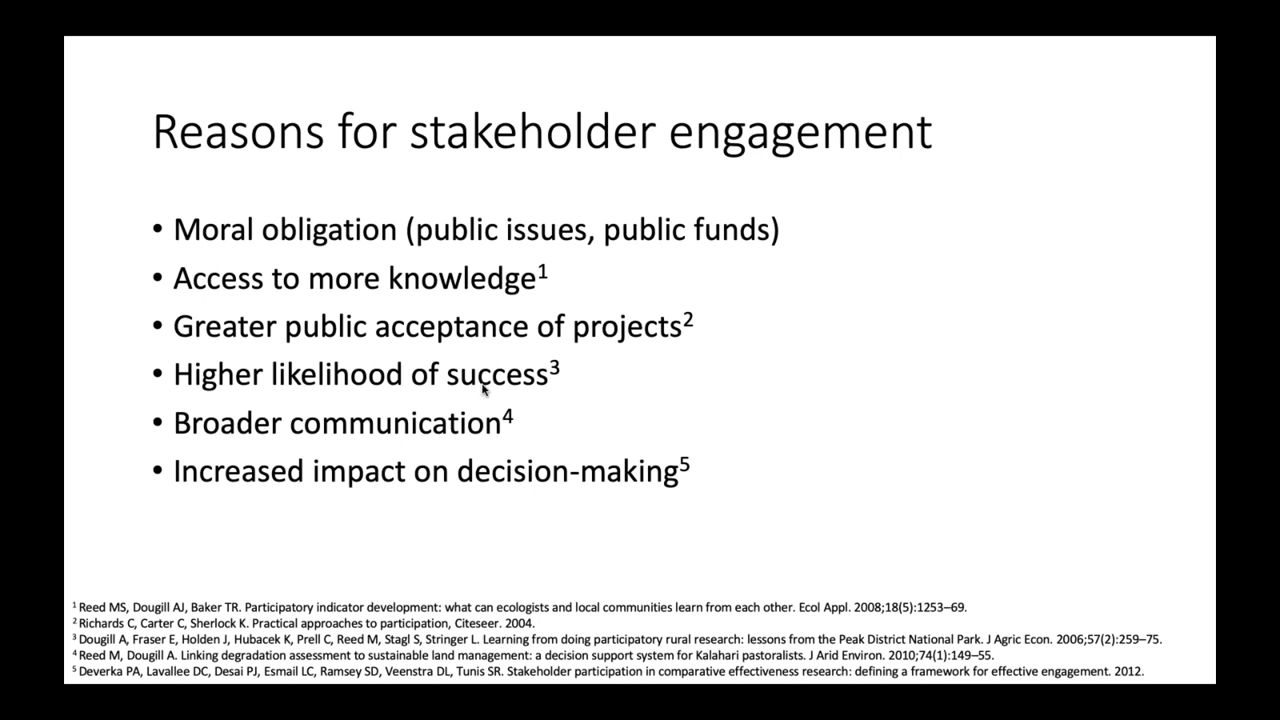 Reasons for stakeholder engagement
• Moral obligation (public issues, public funds)
• Access to more knowledge¹
• Greater public acceptance of projects²
• Higher likelihood of success³
• Broader communication⁴
• Increased impact on decision-making⁵
¹ Reed MS, Dougill AJ, Baker TR. Participatory indicator development: what can ecologists and local communities learn from each other. Ecol Appl. 2008;18(5):1253–69.
² Richards C, Carter C, Sherlock K. Practical approaches to participation, Citeseer. 2004.
³ Dougill A, Fraser E, Holden J, Hubacek K, Prell C, Reed M, Stagl S, Stringer L. Learning from doing participatory rural research: lessons from the Peak District National Park. J Agric Econ. 2006;57(2):259–75.
⁴ Reed M, Dougill A. Linking degradation assessment to sustainable land management: a decision support system for Kalahari pastoralists. J Arid Environ. 2010;74(1):149–55.
⁵ Deverka PA, Lavallee DC, Desai PJ, Esmail LC, Ramsey SD, Veenstra DL, Tunis SR. Stakeholder participation in comparative effectiveness research: defining a framework for effective engagement. 2012.